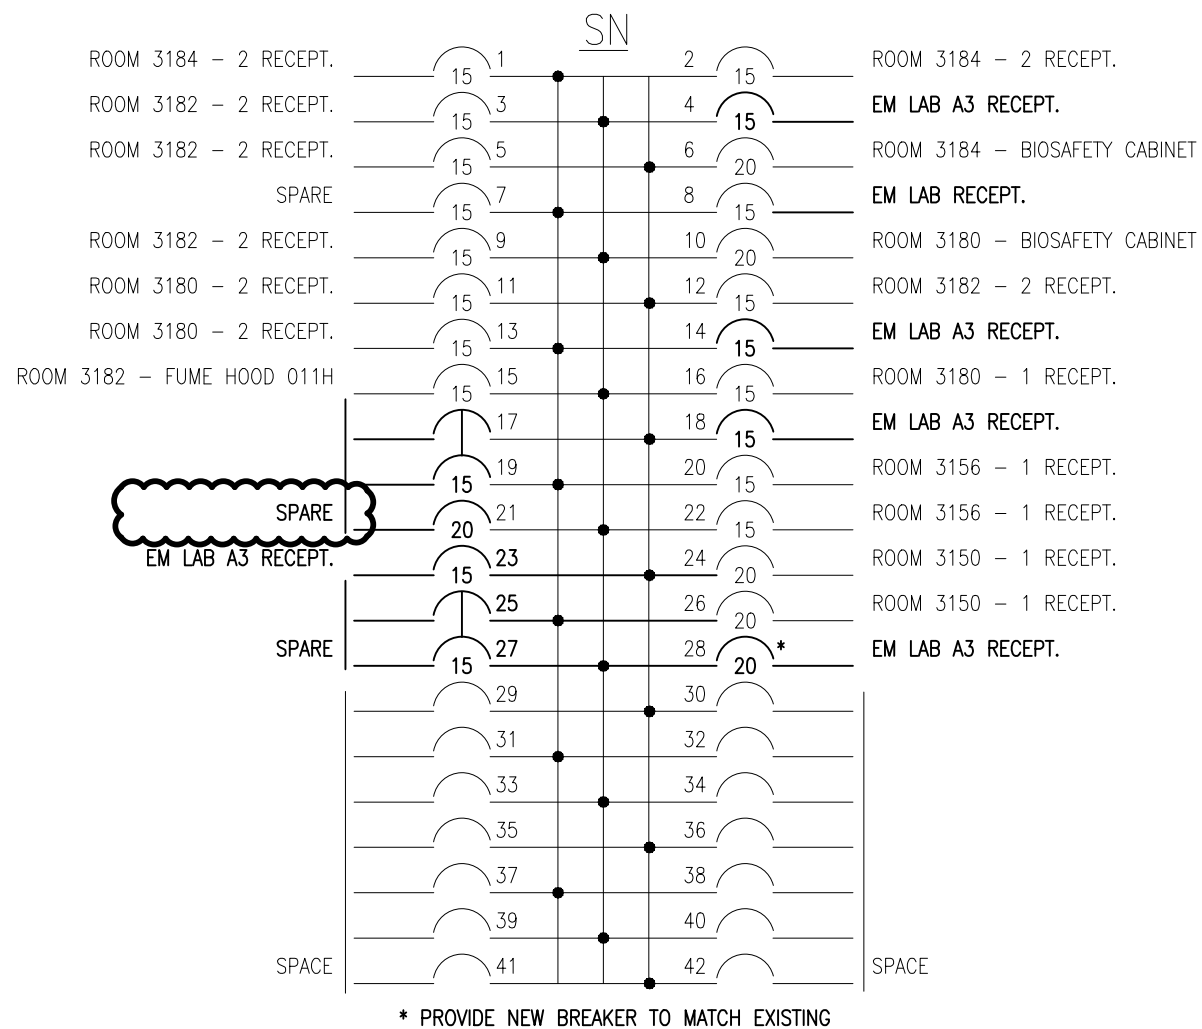 SN
ROOM 3184 – 2 RECEPT. 15 1 2 15 ROOM 3184 – 2 RECEPT.
ROOM 3182 – 2 RECEPT. 15 3 4 15 EM LAB A3 RECEPT.
ROOM 3182 – 2 RECEPT. 15 5 6 20 ROOM 3184 – BIOSAFETY CABINET
SPARE 15 7 8 15 EM LAB RECEPT.
ROOM 3182 – 2 RECEPT. 15 9 10 20 ROOM 3180 – BIOSAFETY CABINET
ROOM 3180 – 2 RECEPT. 15 11 12 15 ROOM 3182 – 2 RECEPT.
ROOM 3180 – 2 RECEPT. 15 13 14 15 EM LAB A3 RECEPT.
ROOM 3182 – FUME HOOD 011H 15 15 16 15 ROOM 3180 – 1 RECEPT.
17 18 15 EM LAB A3 RECEPT.
15 19 20 15 ROOM 3156 – 1 RECEPT.
SPARE 20 21 22 15 ROOM 3156 – 1 RECEPT.
EM LAB A3 RECEPT. 15 23 24 20 ROOM 3150 – 1 RECEPT.
25 26 20 ROOM 3150 – 1 RECEPT.
SPARE 15 27 28 20 * EM LAB A3 RECEPT.
29 30
31 32
33 34
35 36
37 38
39 40
SPACE 41 42 SPACE
* PROVIDE NEW BREAKER TO MATCH EXISTING